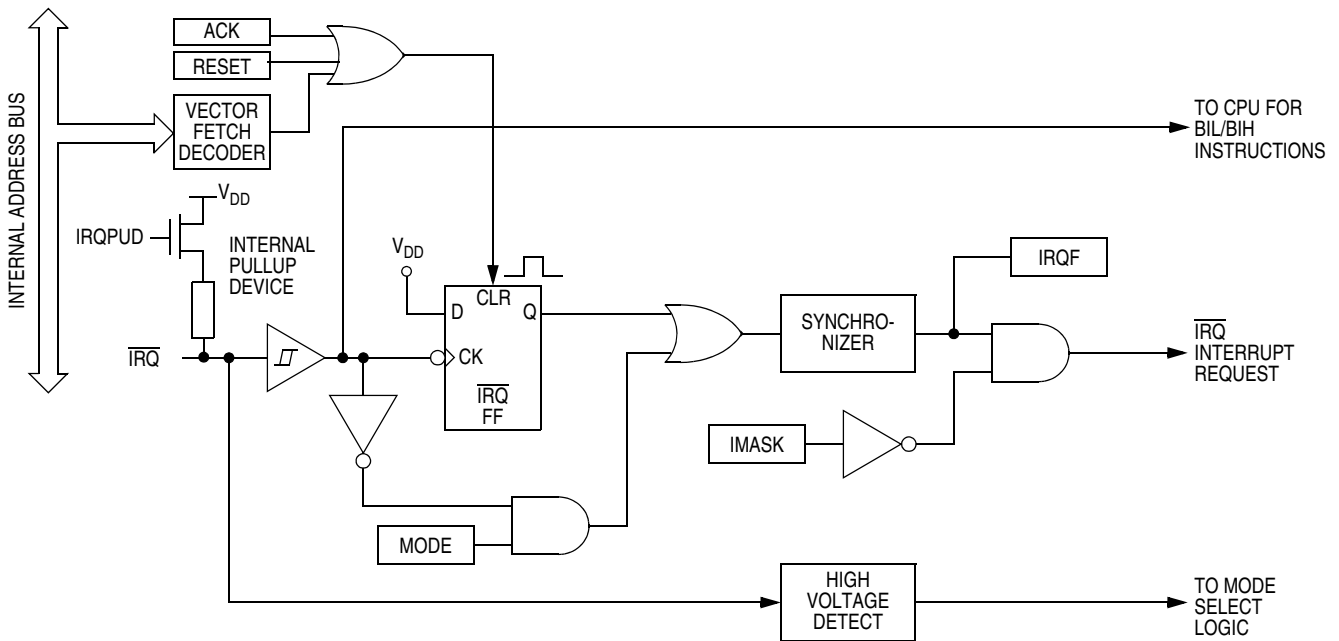 INTERNAL ADDRESS BUS
ACK
RESET
VECTOR
FETCH
DECODER
TO CPU FOR
BIL/BIH
INSTRUCTIONS
VDD
IRQPUD
INTERNAL
PULLUP
DEVICE
VDD
CLR
D
Q
CK
IRQ
FF
IRQ
SYNCHRO-
NIZER
IRQF
IRQ
INTERRUPT
REQUEST
IMASK
MODE
HIGH
VOLTAGE
DETECT
TO MODE
SELECT
LOGIC